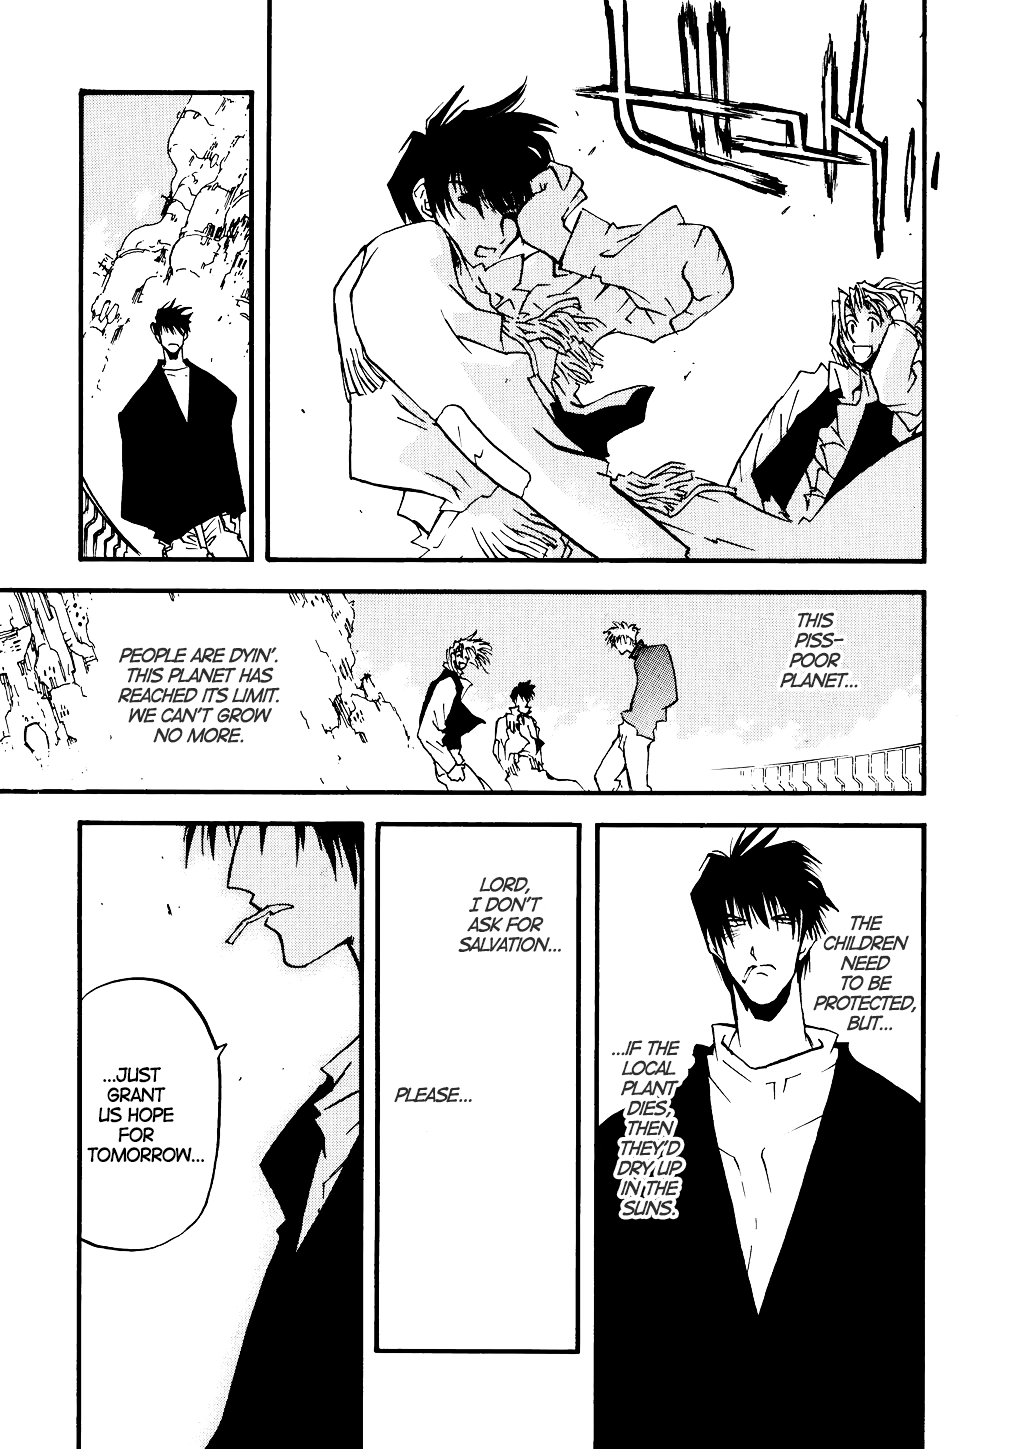 THIS
PISS-
POOR
PLANET...
PEOPLE ARE DYIN'.
THIS PLANET HAS
REACHED ITS LIMIT.
WE CAN'T GROW
NO MORE.
THE
CHILDREN
NEED
TO BE
PROTECTED,
BUT...
...IF THE
LOCAL
PLANT
DIES,
THEN
THEY'D
DRY UP
IN THE
SUNS.
LORD,
I DON'T
ASK FOR
SALVATION...
PLEASE...
...JUST
GRANT
US HOPE
FOR
TOMORROW...